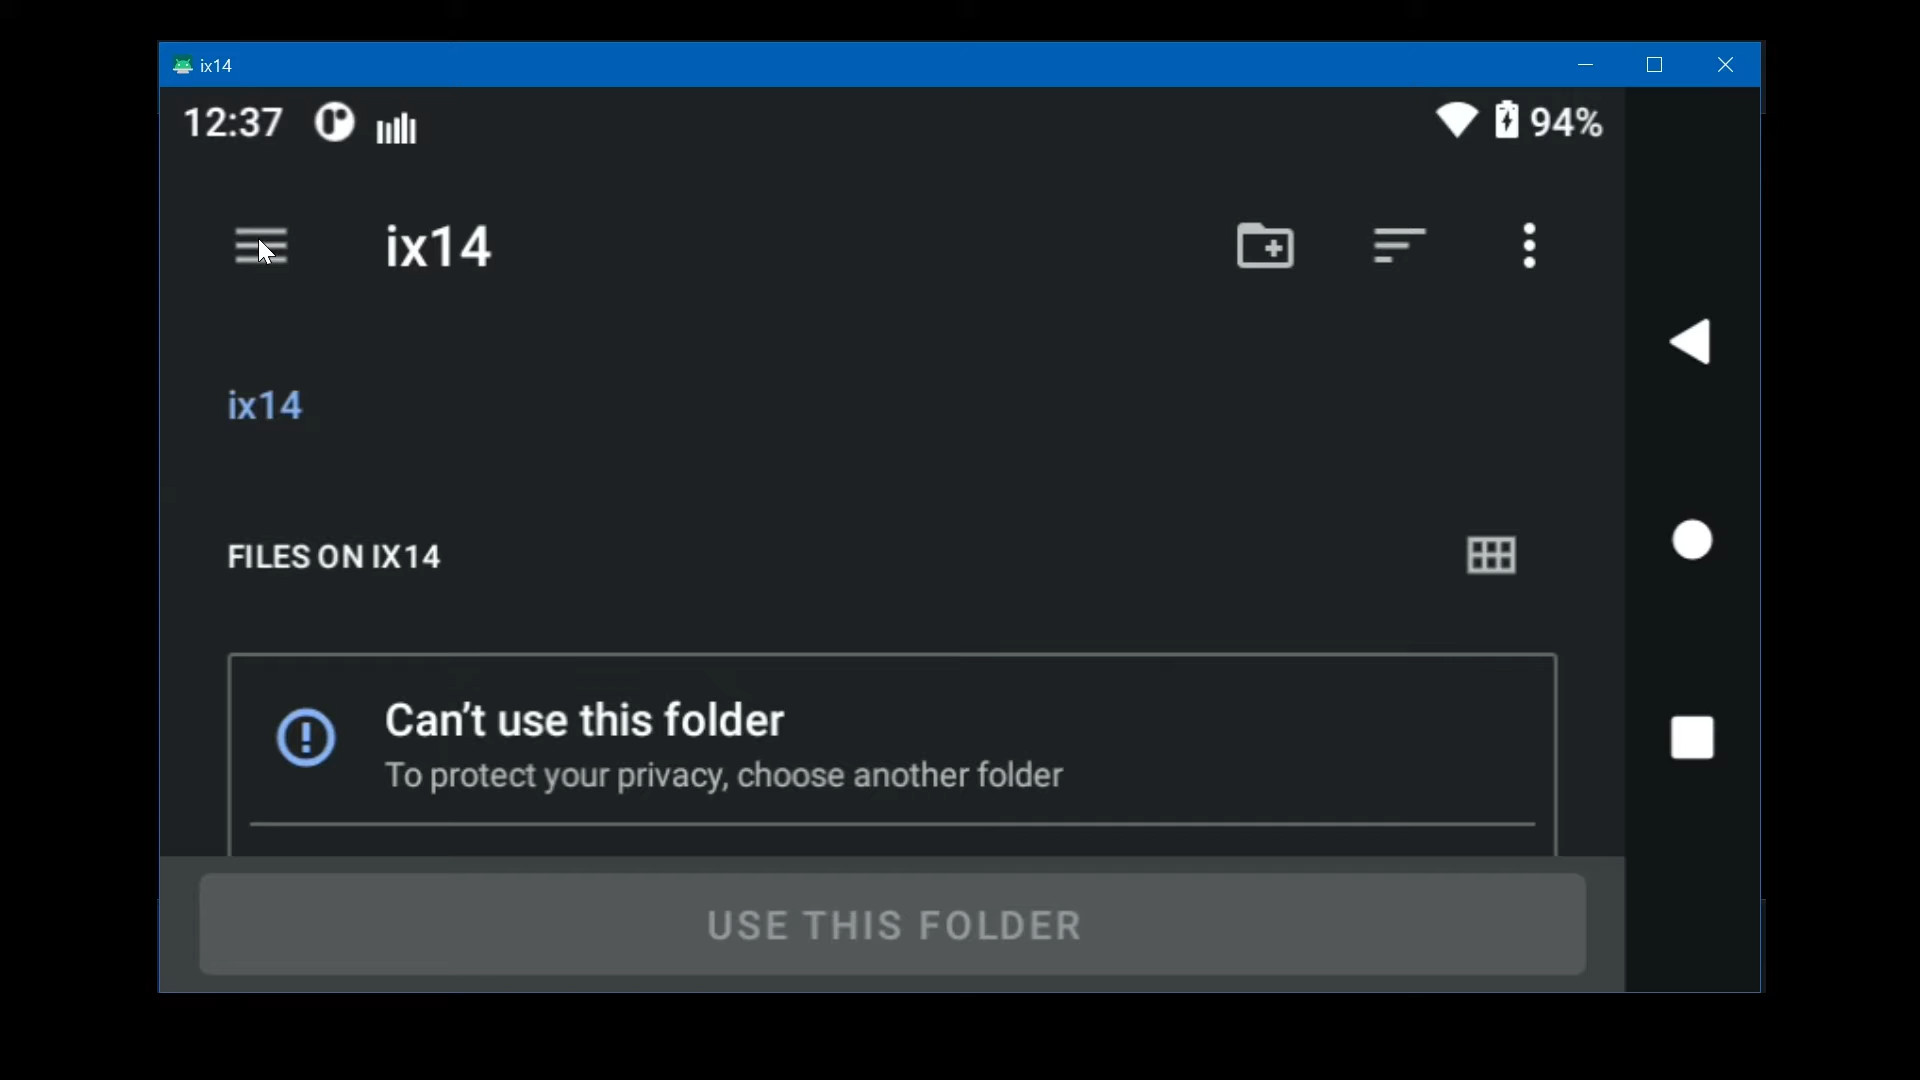 ix14
12:37 94%
ix14
ix14
FILES ON IX14
Can't use this folder
To protect your privacy, choose another folder
USE THIS FOLDER